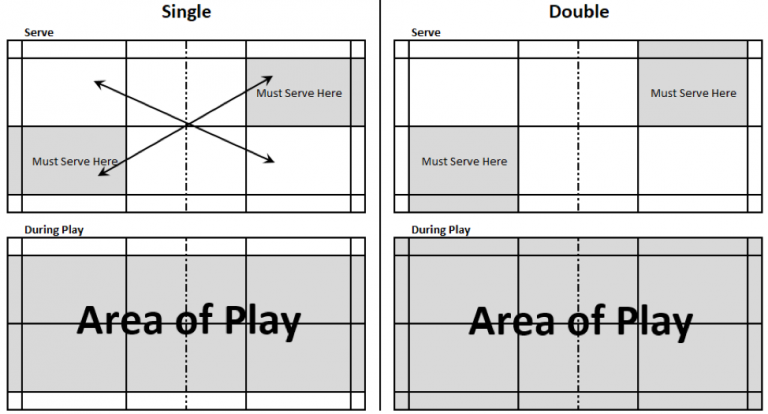 Single
Serve
Must Serve Here
Must Serve Here
During Play
Area of Play
Double
Serve
Must Serve Here
Must Serve Here
During Play
Area of Play